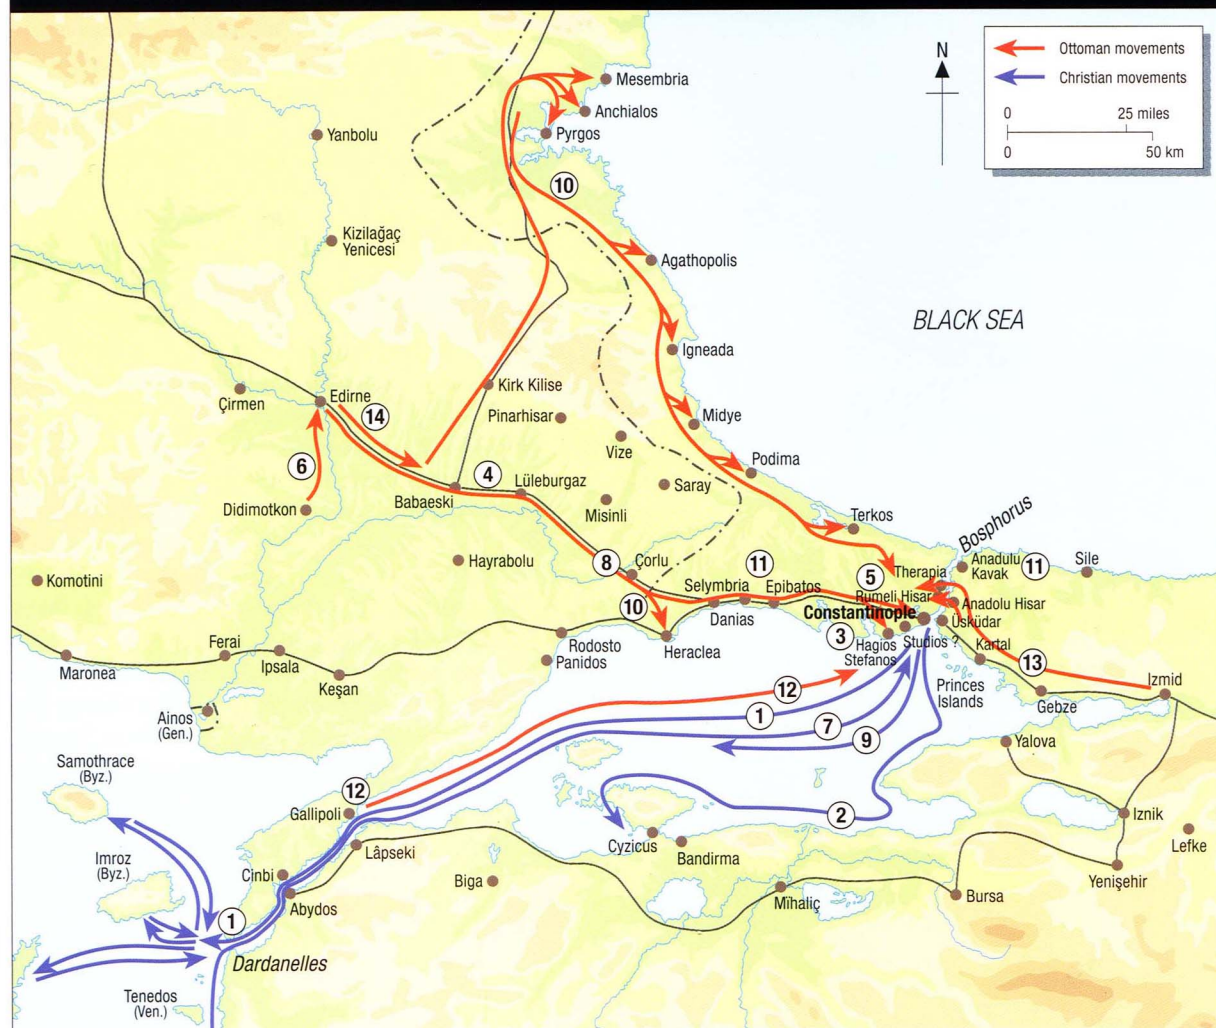 Ottoman movements
N
Christian movements
0
25 miles
0
50 km
Mesembria
Anchialos
Pyrgos
Yanbolu
10
Kizilağaç
Yenicesi
Agathopolis
BLACK SEA
Igneada
Kirk Kilise
Edirne
Çirmen
14
Pinarhisar
Midye
Vize
6
4
Podima
Lüleburgaz
Saray
Babaeski
Didimotkon
Misinli
Terkos
Bosphorus
Hayrabolu
8
Çorlu
11
Anadulu
Kavak
11
Sile
Komotini
5
Therapia
Selymbria
Epibatos
Rumeli Hisar
10
Danias
Constantinople
Anadolu Hisar
Üsküdar
3
Rodosto
Panidos
Heraclea
Hagios
Stefanos
Studios ?
Kartal
Ferai
Ipsala
Maronea
Keşan
13
Izmid
12
Princes
Islands
Gebze
Ainos
(Gen.)
1
7
9
Yalova
Samothrace
(Byz.)
12
Gallipoli
2
Iznik
Cyzicus
Bandirma
Lefke
Lâpseki
Imroz
(Byz.)
Cinbi
Biga
Yenişehir
Abydos
Mïhaliç
Bursa
1
Dardanelles
Tenedos
(Ven.)